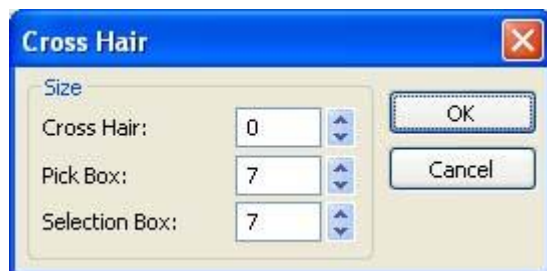 Cross Hair
Size
Cross Hair: 0
OK
Pick Box: 7
Cancel
Selection Box: 7